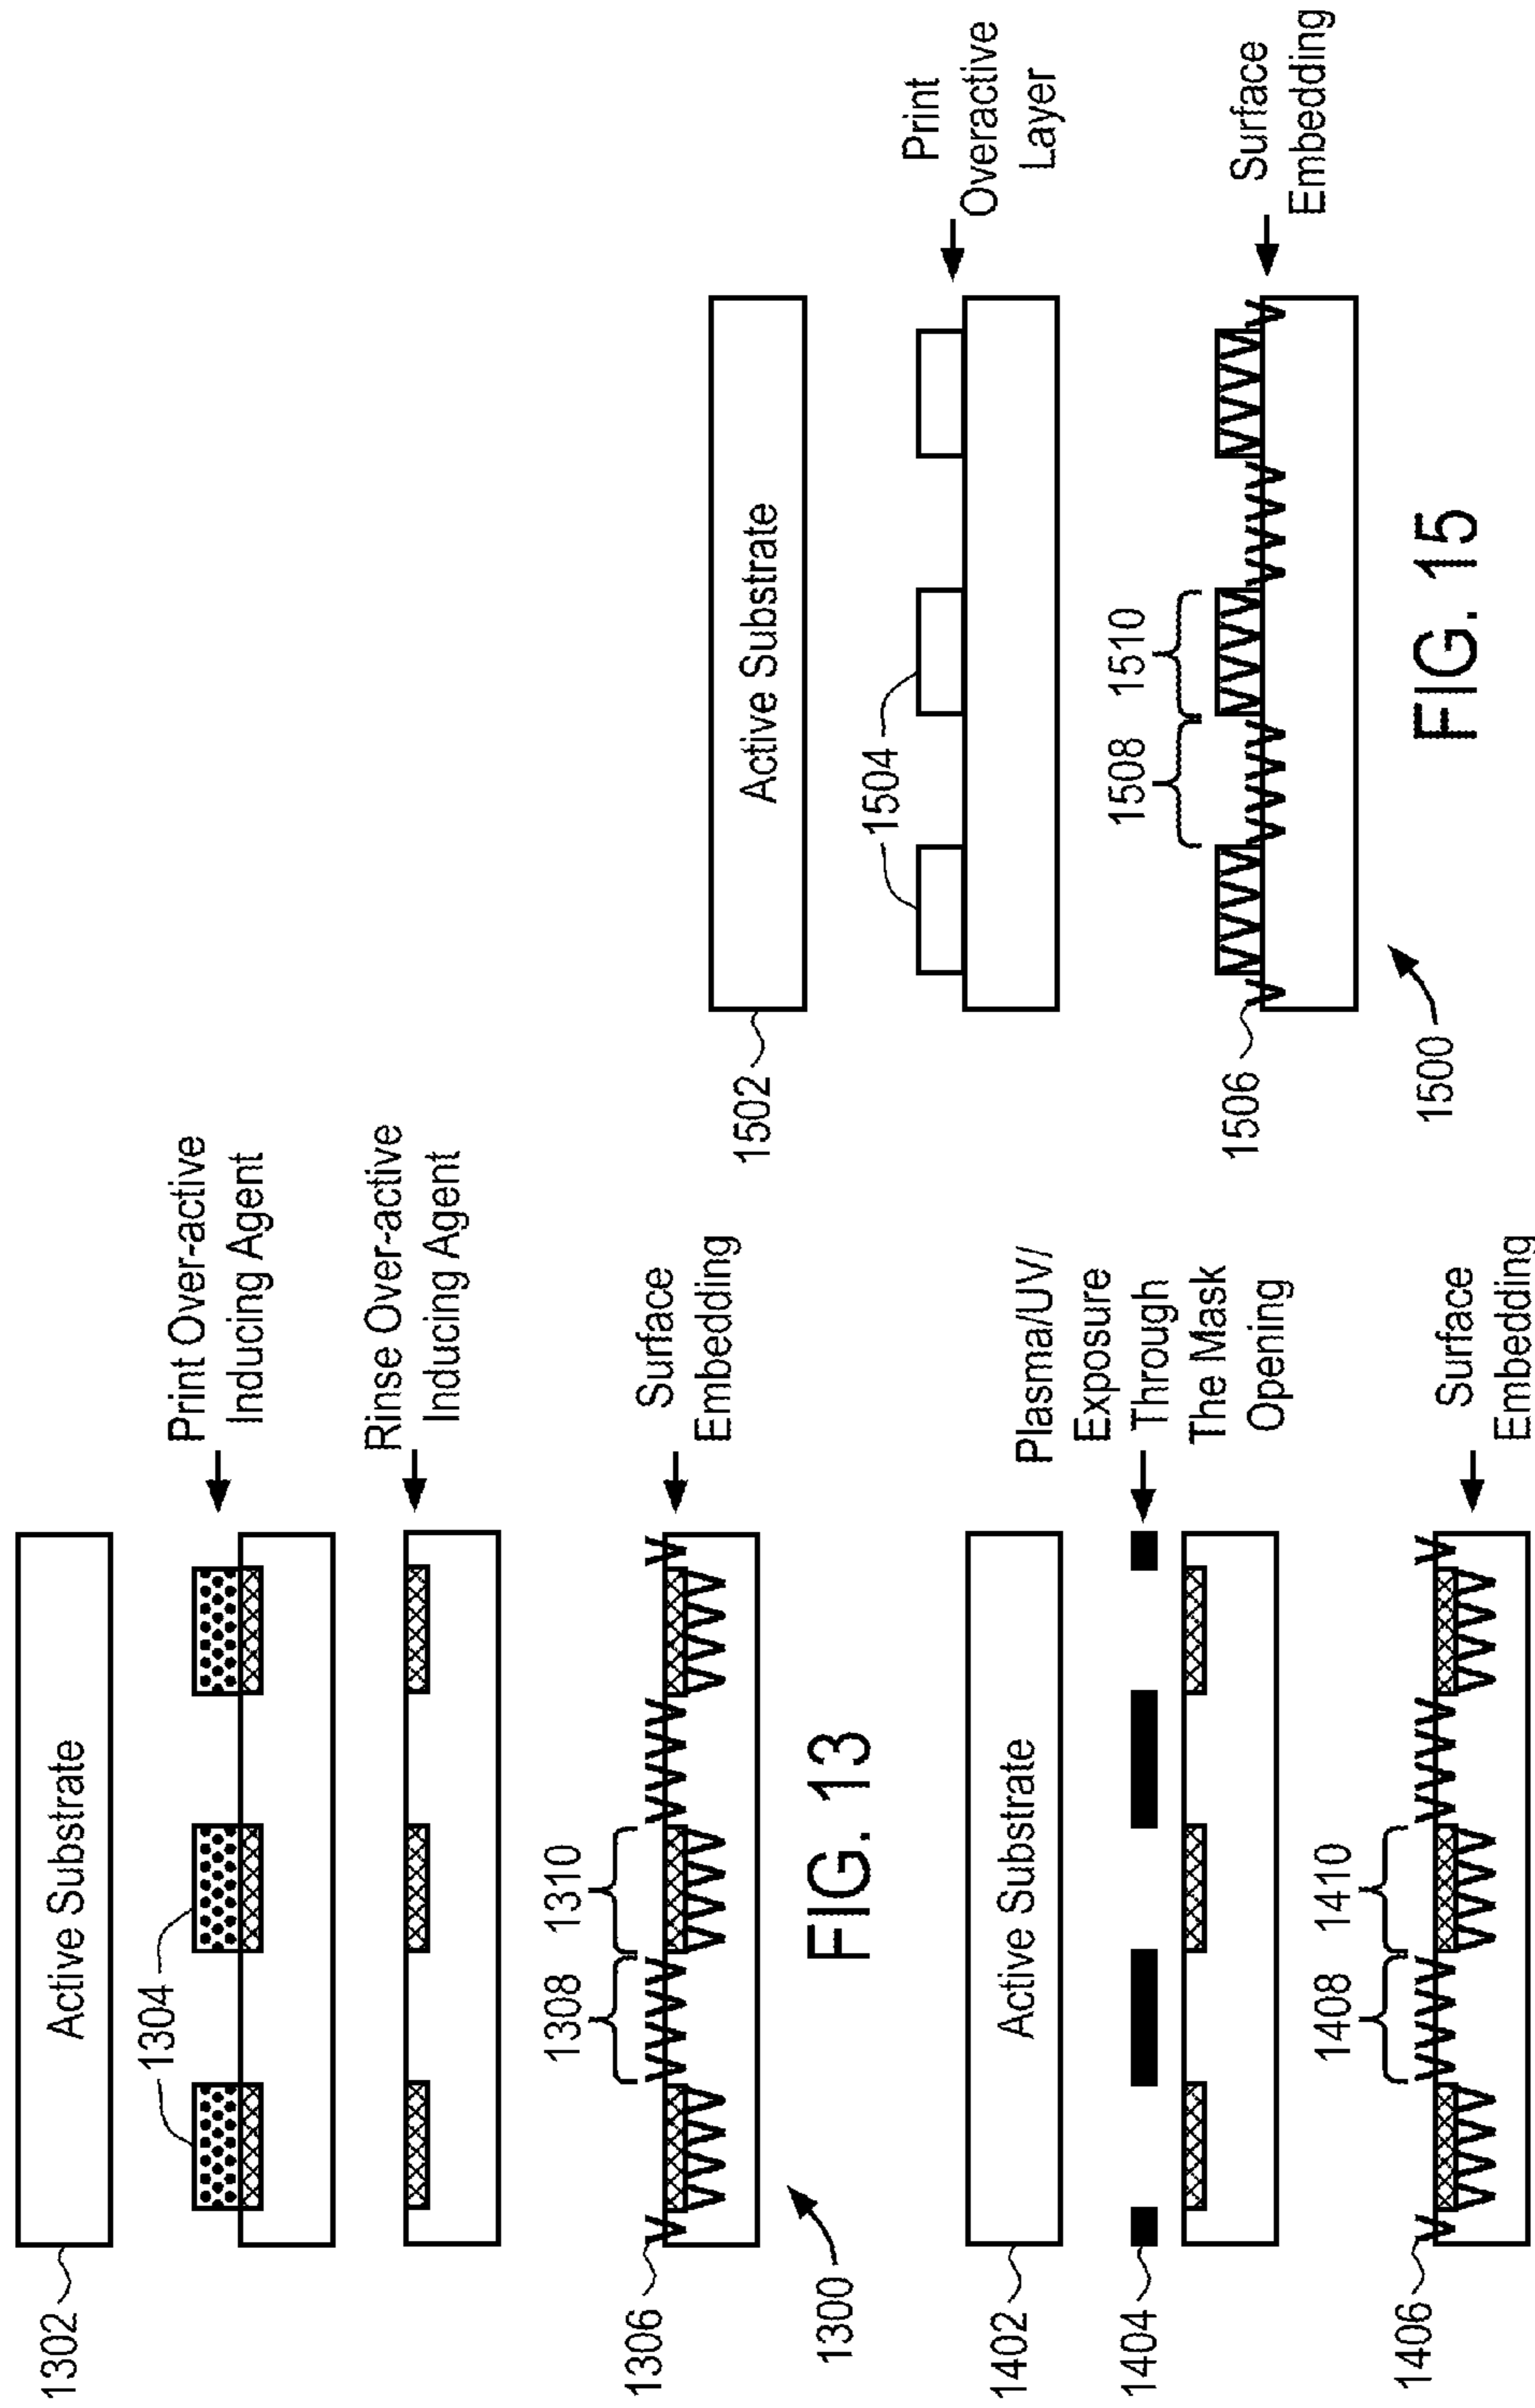 1302
Active Substrate
1304
Print Over-active
Inducing Agent
Rinse Over-active
Inducing Agent
1308
1310
1306
Surface
Embedding
1300
FIG. 13
1402
Active Substrate
1404
Plasma/UV/
Exposure
Through
The Mask
Opening
1408
1410
1406
Surface
Embedding
1502
Active Substrate
1504
Print
Overactive
Layer
1508
1510
1506
Surface
Embedding
1500
FIG. 15